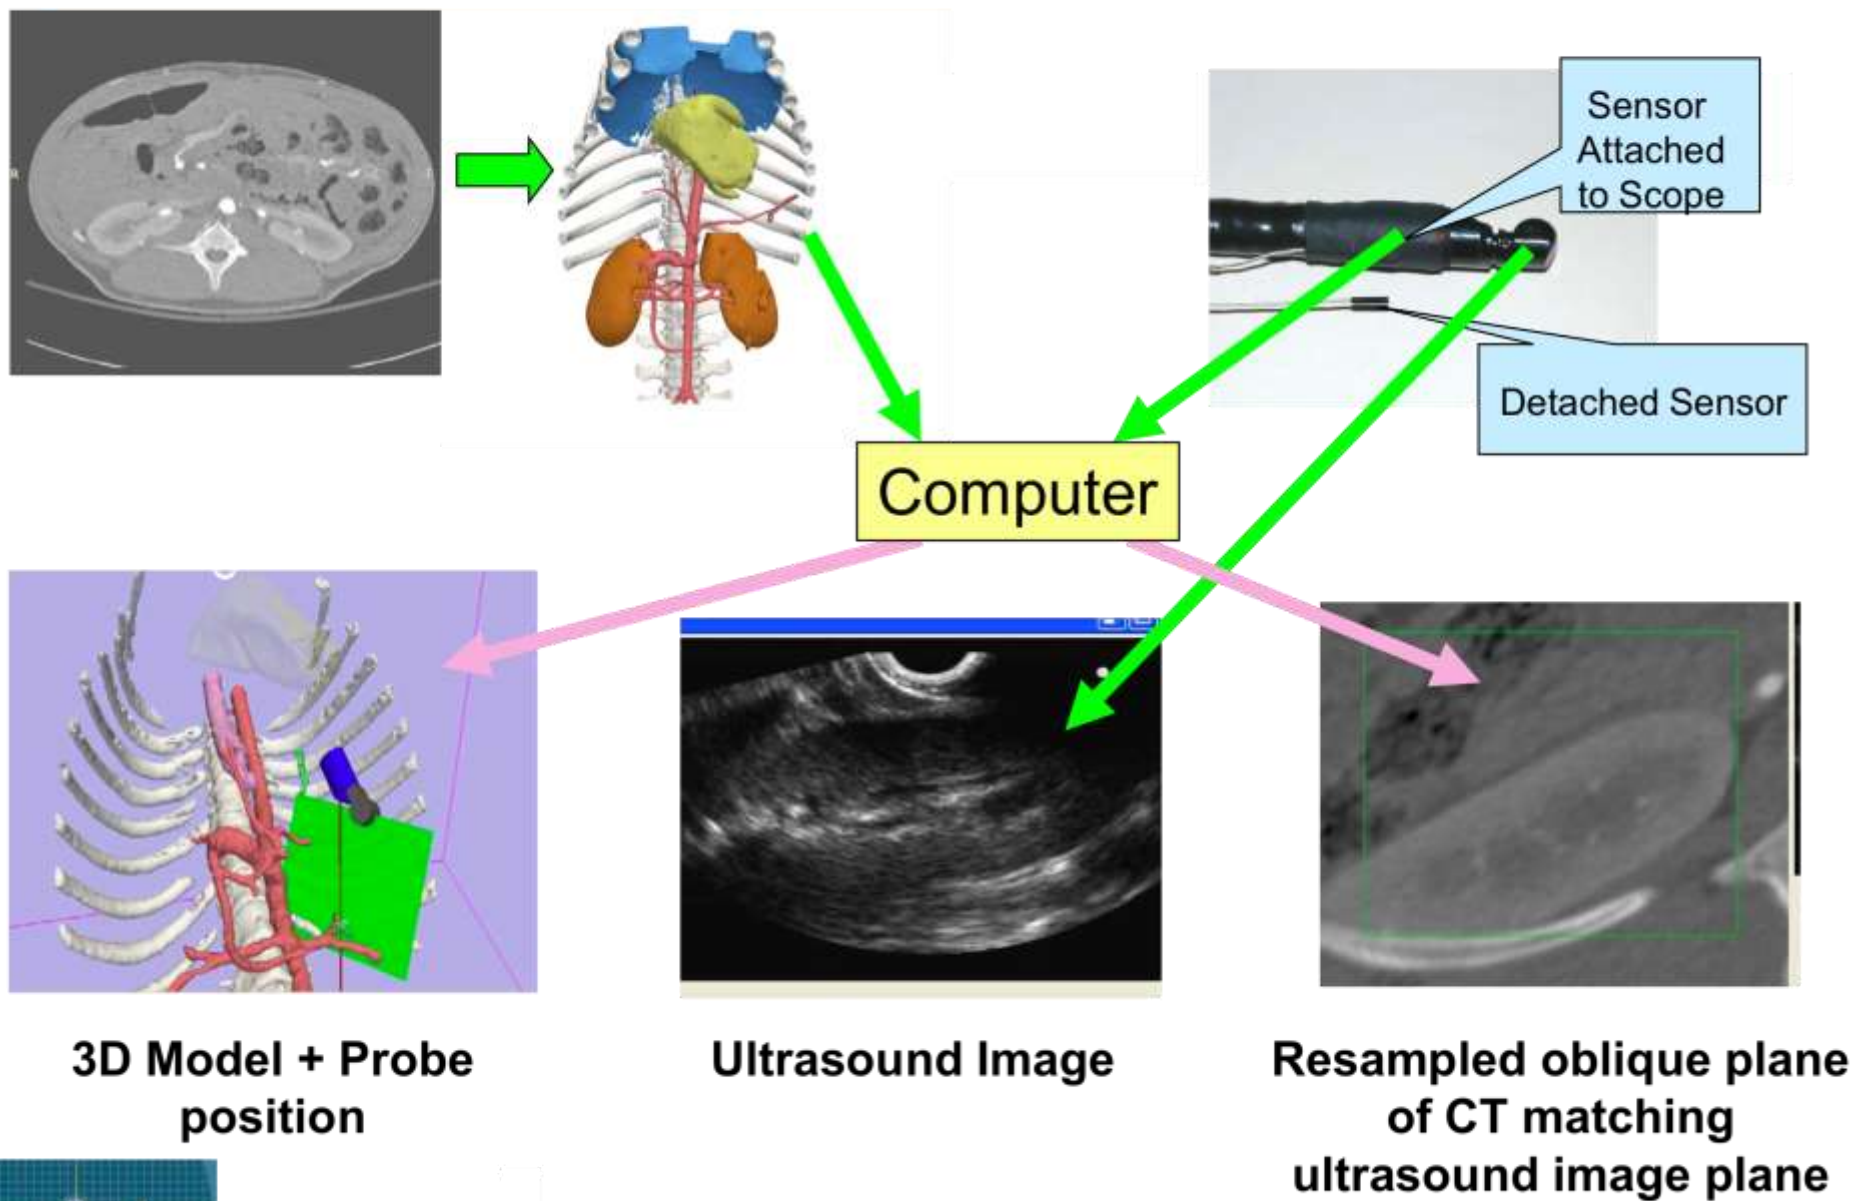 Sensor
Attached
to Scope
Detached Sensor
Computer
3D Model + Probe
position
Ultrasound Image
Resampled oblique plane
of CT matching
ultrasound image plane